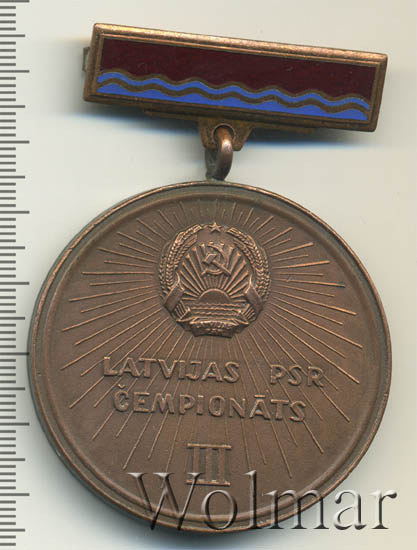 LATVIJAS PSR
ČEMPIONĀTS
III
Wolmar